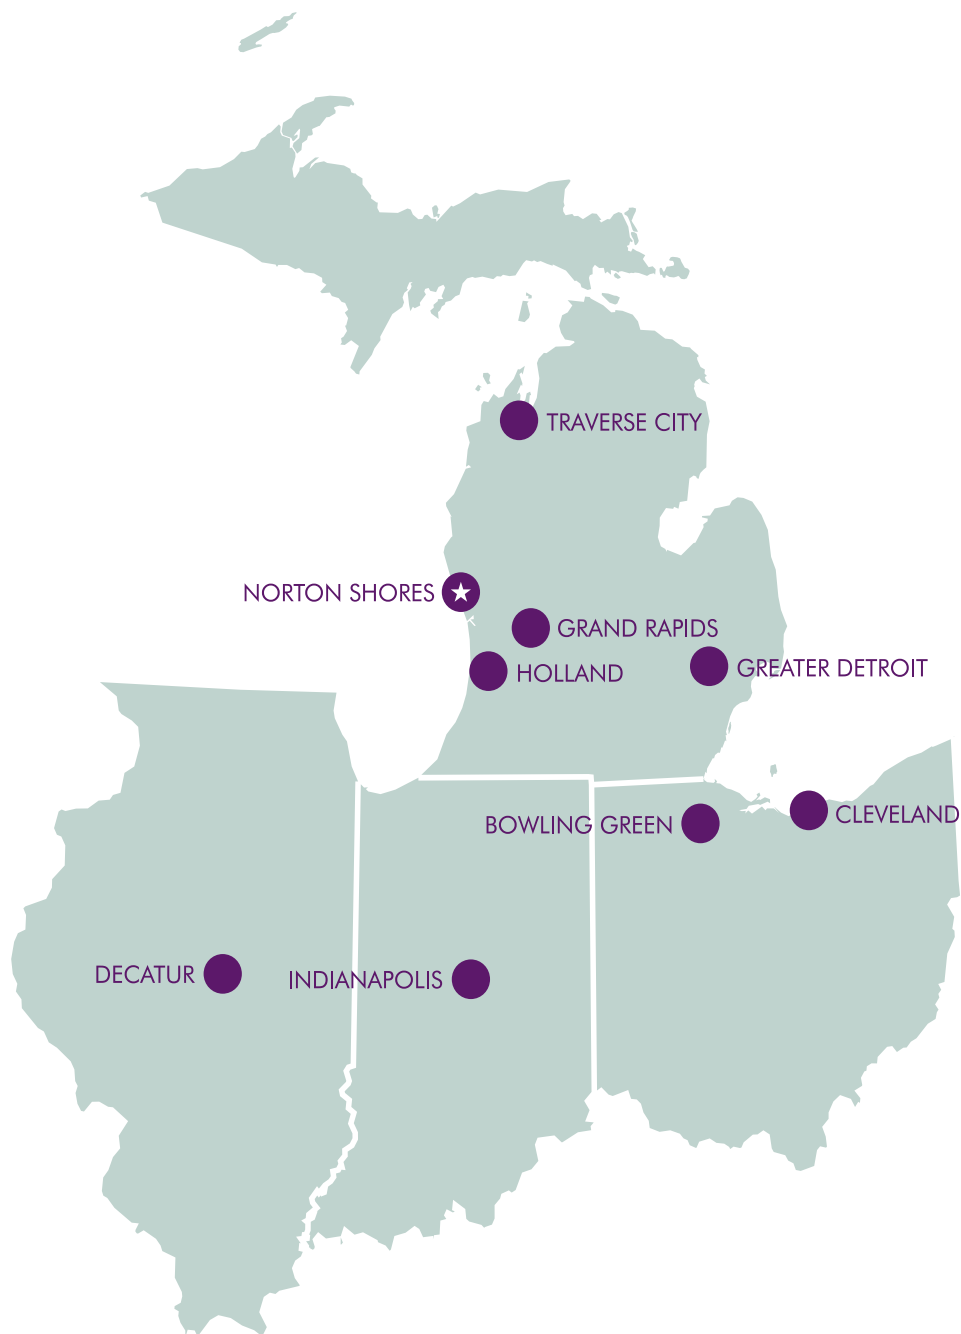 TRAVERSE CITY
NORTON SHORES
GRAND RAPIDS
HOLLAND
GREATER DETROIT
CLEVELAND
BOWLING GREEN
DECATUR
INDIANAPOLIS